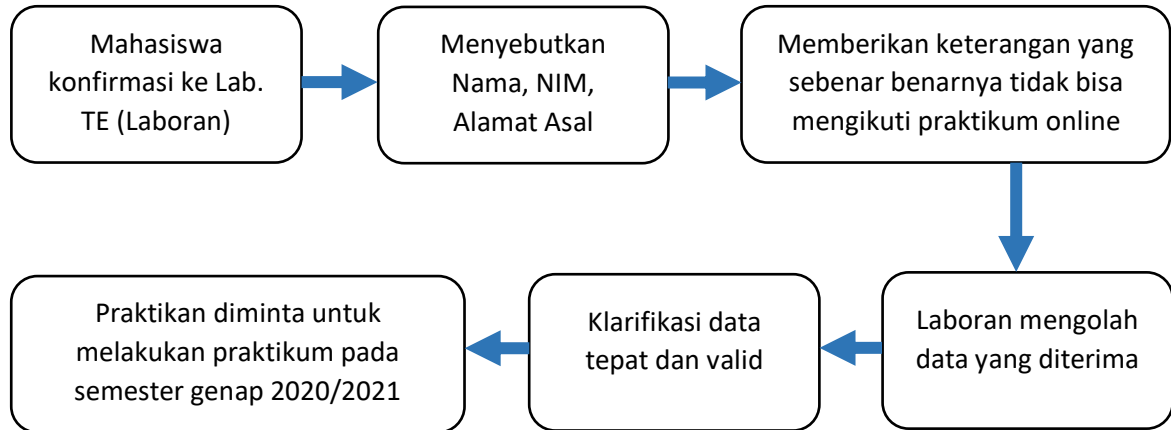 Mahasiswa
konfirmasi ke Lab.
TE (Laboran)
Menyebutkan
Nama, NIM,
Alamat Asal
Memberikan keterangan yang
sebenar benarnya tidak bisa
mengikuti praktikum online
Laboran mengolah
data yang diterima
Klarifikasi data
tepat dan valid
Praktikan diminta untuk
melakukan praktikum pada
semester genap 2020/2021